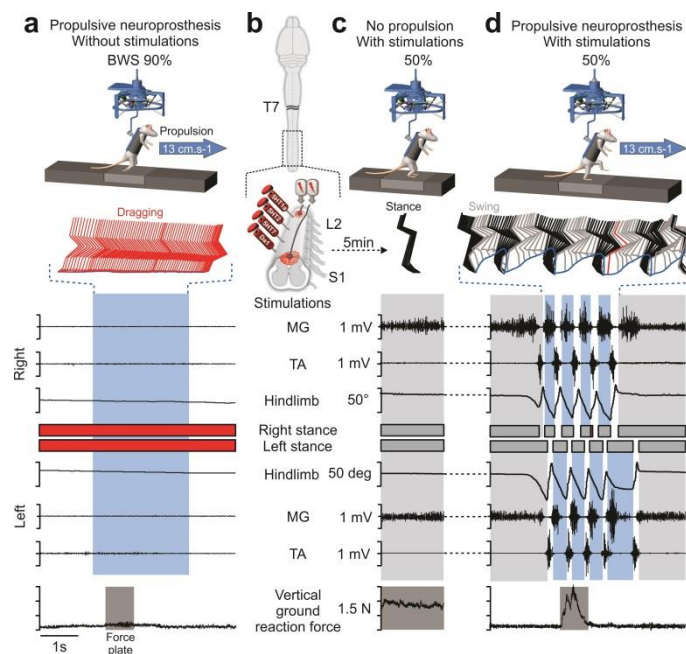 a
Propulsive neuroprosthesis
Without stimulations
BWS 90%
b
c
No propulsion
With stimulations
50%
d
Propulsive neuroprosthesis
With stimulations
50%
T7
Propulsion
13 cm.s-1
13 cm.s-1
Dragging
L2
S1
5min
Stance
Swing
Stimulations
Right
MG
1 mV
TA
1 mV
Hindlimb
50°
Right stance
Left stance
Left
Hindlimb
50 deg
MG
1 mV
TA
1 mV
Vertical
ground
reaction force
1.5 N
1s
Force
plate